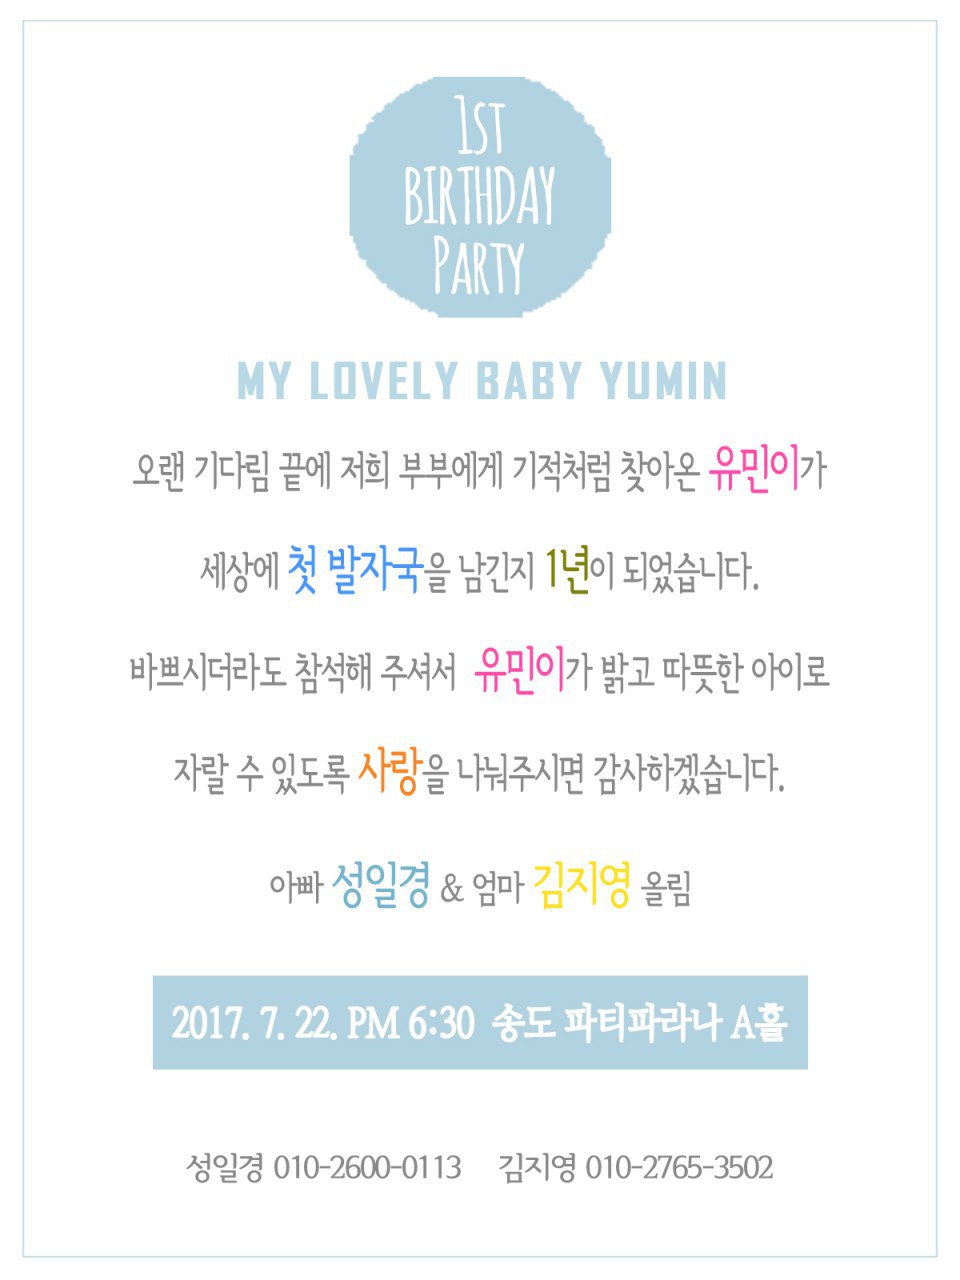 1ST
BIRTHDAY
PARTY
MY LOVELY BABY YUMIN
오랜 기다림 끝에 저희 부부에게 기적처럼 찾아온 유민이가
세상에 첫 발자국을 남긴지 1년이 되었습니다.
바쁘시더라도 참석해 주셔서 유민이가 밝고 따뜻한 아이로
자랄 수 있도록 사랑을 나눠주시면 감사하겠습니다.
아빠 성일경 & 엄마 김지영 올림
2017. 7. 22. PM 6:30 송도 파티파라나 A홀
성일경 010-2600-0113 김지영 010-2765-3502